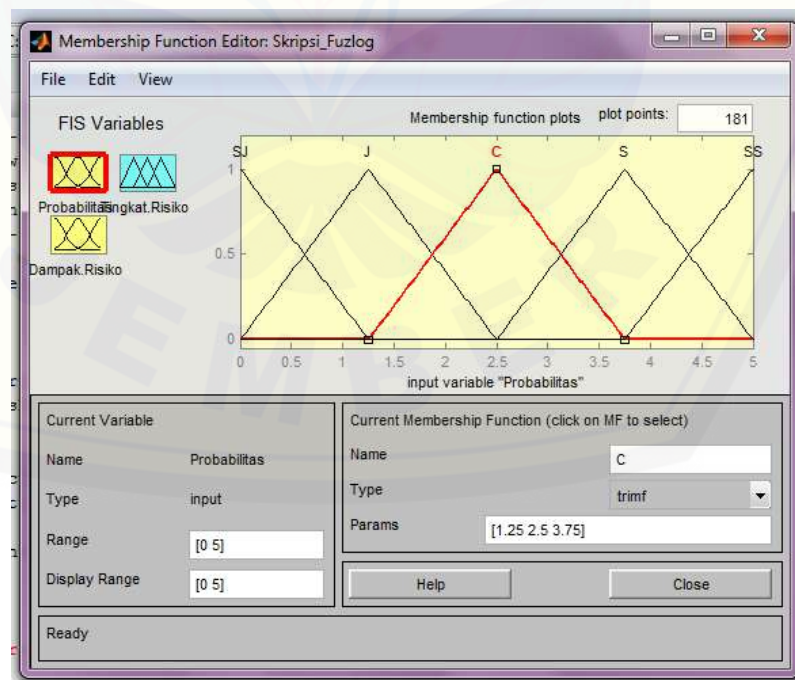 Membership Function Editor: Skripsi_Fuzlog
File Edit View
FIS Variables
Membership function plots
plot points:
181
Probabilitas
Tingkat.Risiko
Dampak.Risiko
SJ J C S SS
1
0.5
0
0 0.5 1 1.5 2 2.5 3 3.5 4 4.5 5
input variable "Probabilitas"
Current Variable
Name Probabilitas
Type input
Range [0 5]
Display Range [0 5]
Current Membership Function (click on MF to select)
Name C
Type trimf
Params [1.25 2.5 3.75]
Help Close
Ready